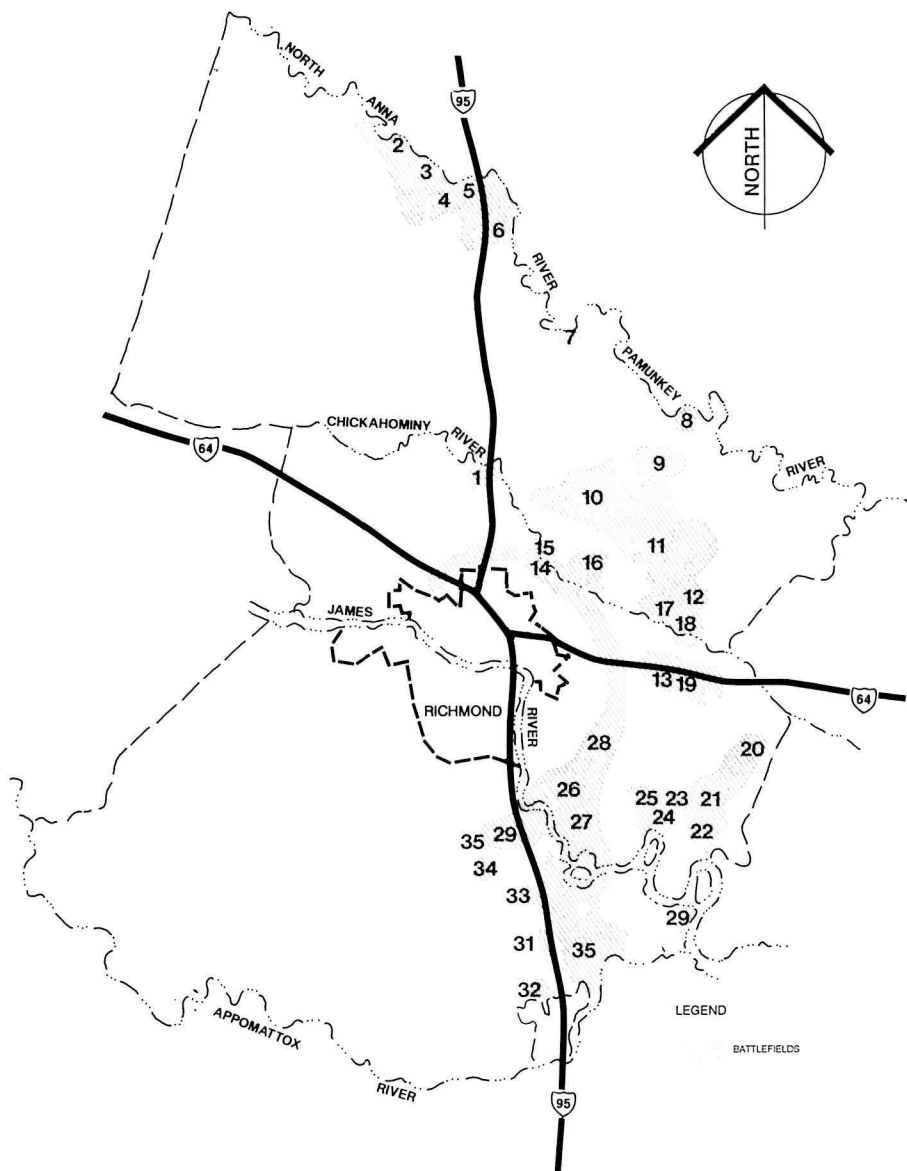 NORTH
ANNA
95
2
3
4
5
6
NORTH
RIVER
7
PAMUNKEY
8
RIVER
CHICKAHOMINY
RIVER
64
1
9
10
11
15
14
16
12
17
18
JAMES
13
19
64
RICHMOND
RIVER
28
20
26
25
23
21
27
24
22
35
29
34
33
29
31
35
32
LEGEND
BATTLEFIELDS
APPOMATTOX
RIVER
95